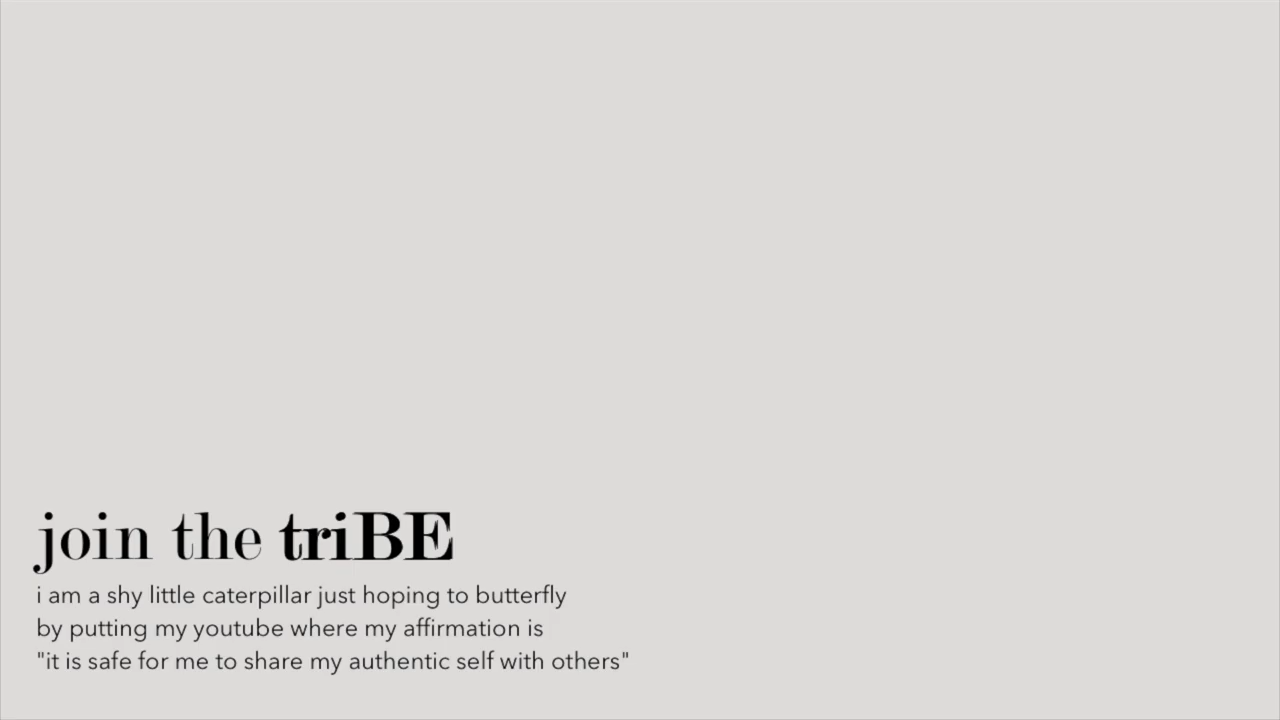 join the triBE
i am a shy little caterpillar just hoping to butterfly
by putting my youtube where my affirmation is
"it is safe for me to share my authentic self with others"